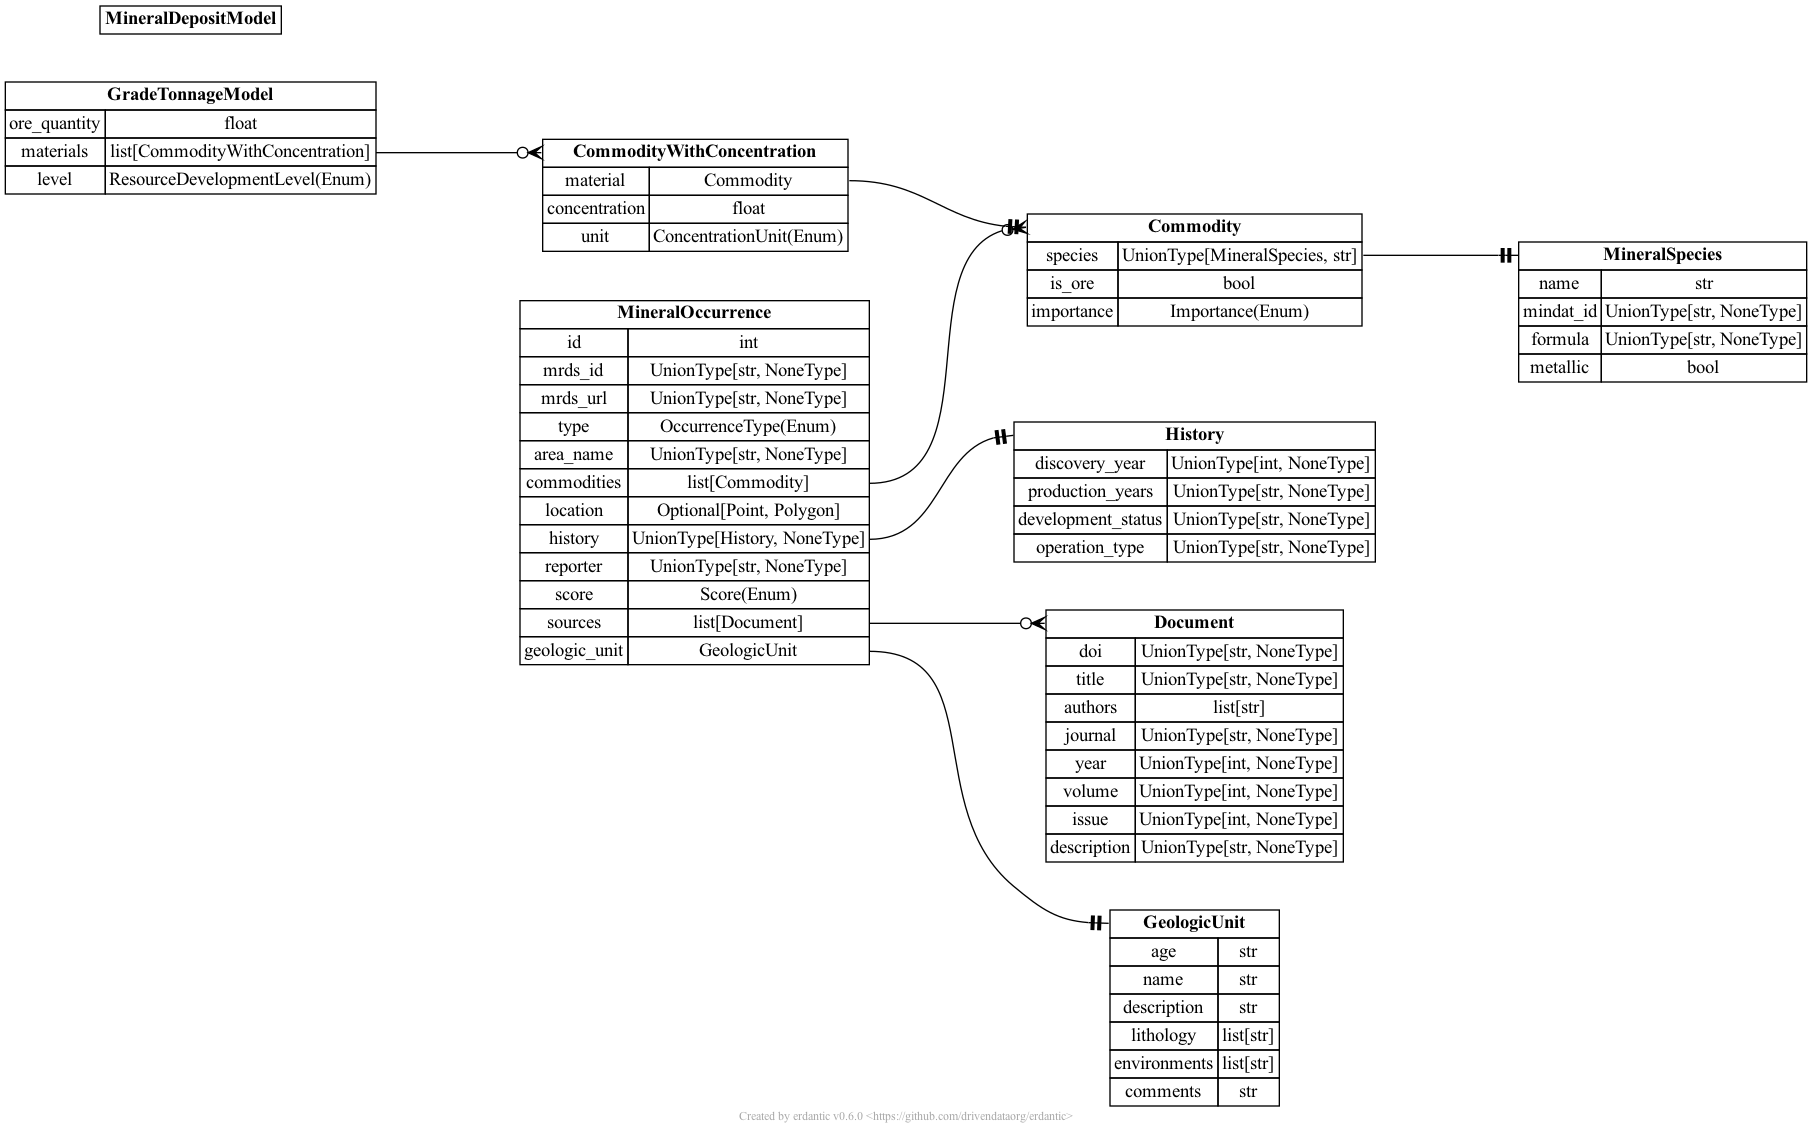 MineralDepositModel
GradeTonnageModel
ore_quantity float
materials list[CommodityWithConcentration]
level ResourceDevelopmentLevel(Enum)
CommodityWithConcentration
material Commodity
concentration float
unit ConcentrationUnit(Enum)
Commodity
species UnionType[MineralSpecies, str]
is_ore bool
importance Importance(Enum)
MineralSpecies
name str
mindat_id UnionType[str, NoneType]
formula UnionType[str, NoneType]
metallic bool
MineralOccurrence
id int
mrds_id UnionType[str, NoneType]
mrds_url UnionType[str, NoneType]
type OccurrenceType(Enum)
area_name UnionType[str, NoneType]
commodities list[Commodity]
location Optional[Point, Polygon]
history UnionType[History, NoneType]
reporter UnionType[str, NoneType]
score Score(Enum)
sources list[Document]
geologic_unit GeologicUnit
History
discovery_year UnionType[int, NoneType]
production_years UnionType[str, NoneType]
development_status UnionType[str, NoneType]
operation_type UnionType[str, NoneType]
Document
doi UnionType[str, NoneType]
title UnionType[str, NoneType]
authors list[str]
journal UnionType[str, NoneType]
year UnionType[int, NoneType]
volume UnionType[int, NoneType]
issue UnionType[int, NoneType]
description UnionType[str, NoneType]
GeologicUnit
age str
name str
description str
lithology list[str]
environments list[str]
comments str
Created by erdantic v0.6.0 <https://github.com/drivendataorg/erdantic>